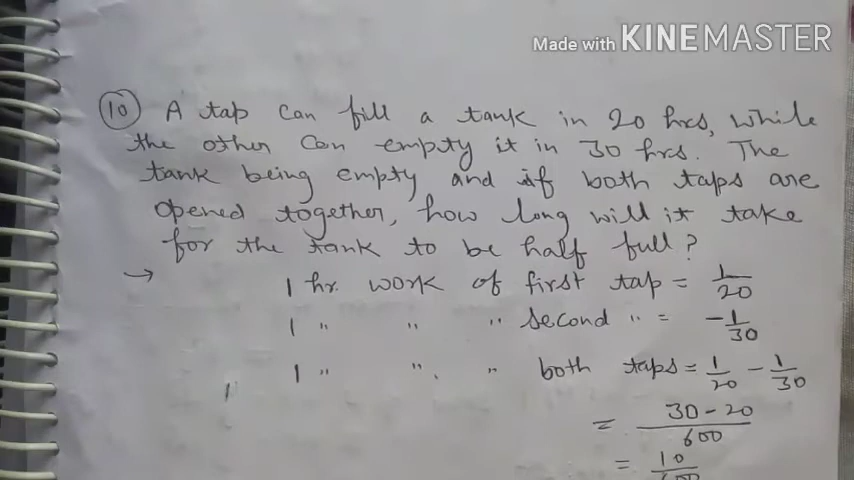 Made with KINEMASTER
10 A tap can fill a tank in 20 hrs, while
the other can empty it in 30 hrs. The
tank being empty and if both taps are
opened together, how long will it take
for the tank to be half full?
→ 1 hr. work of first tap = 1/20
1 " " " second " = -1/30
1 " ". " both taps = 1/20 - 1/30
= 30-20/600
= 10/600